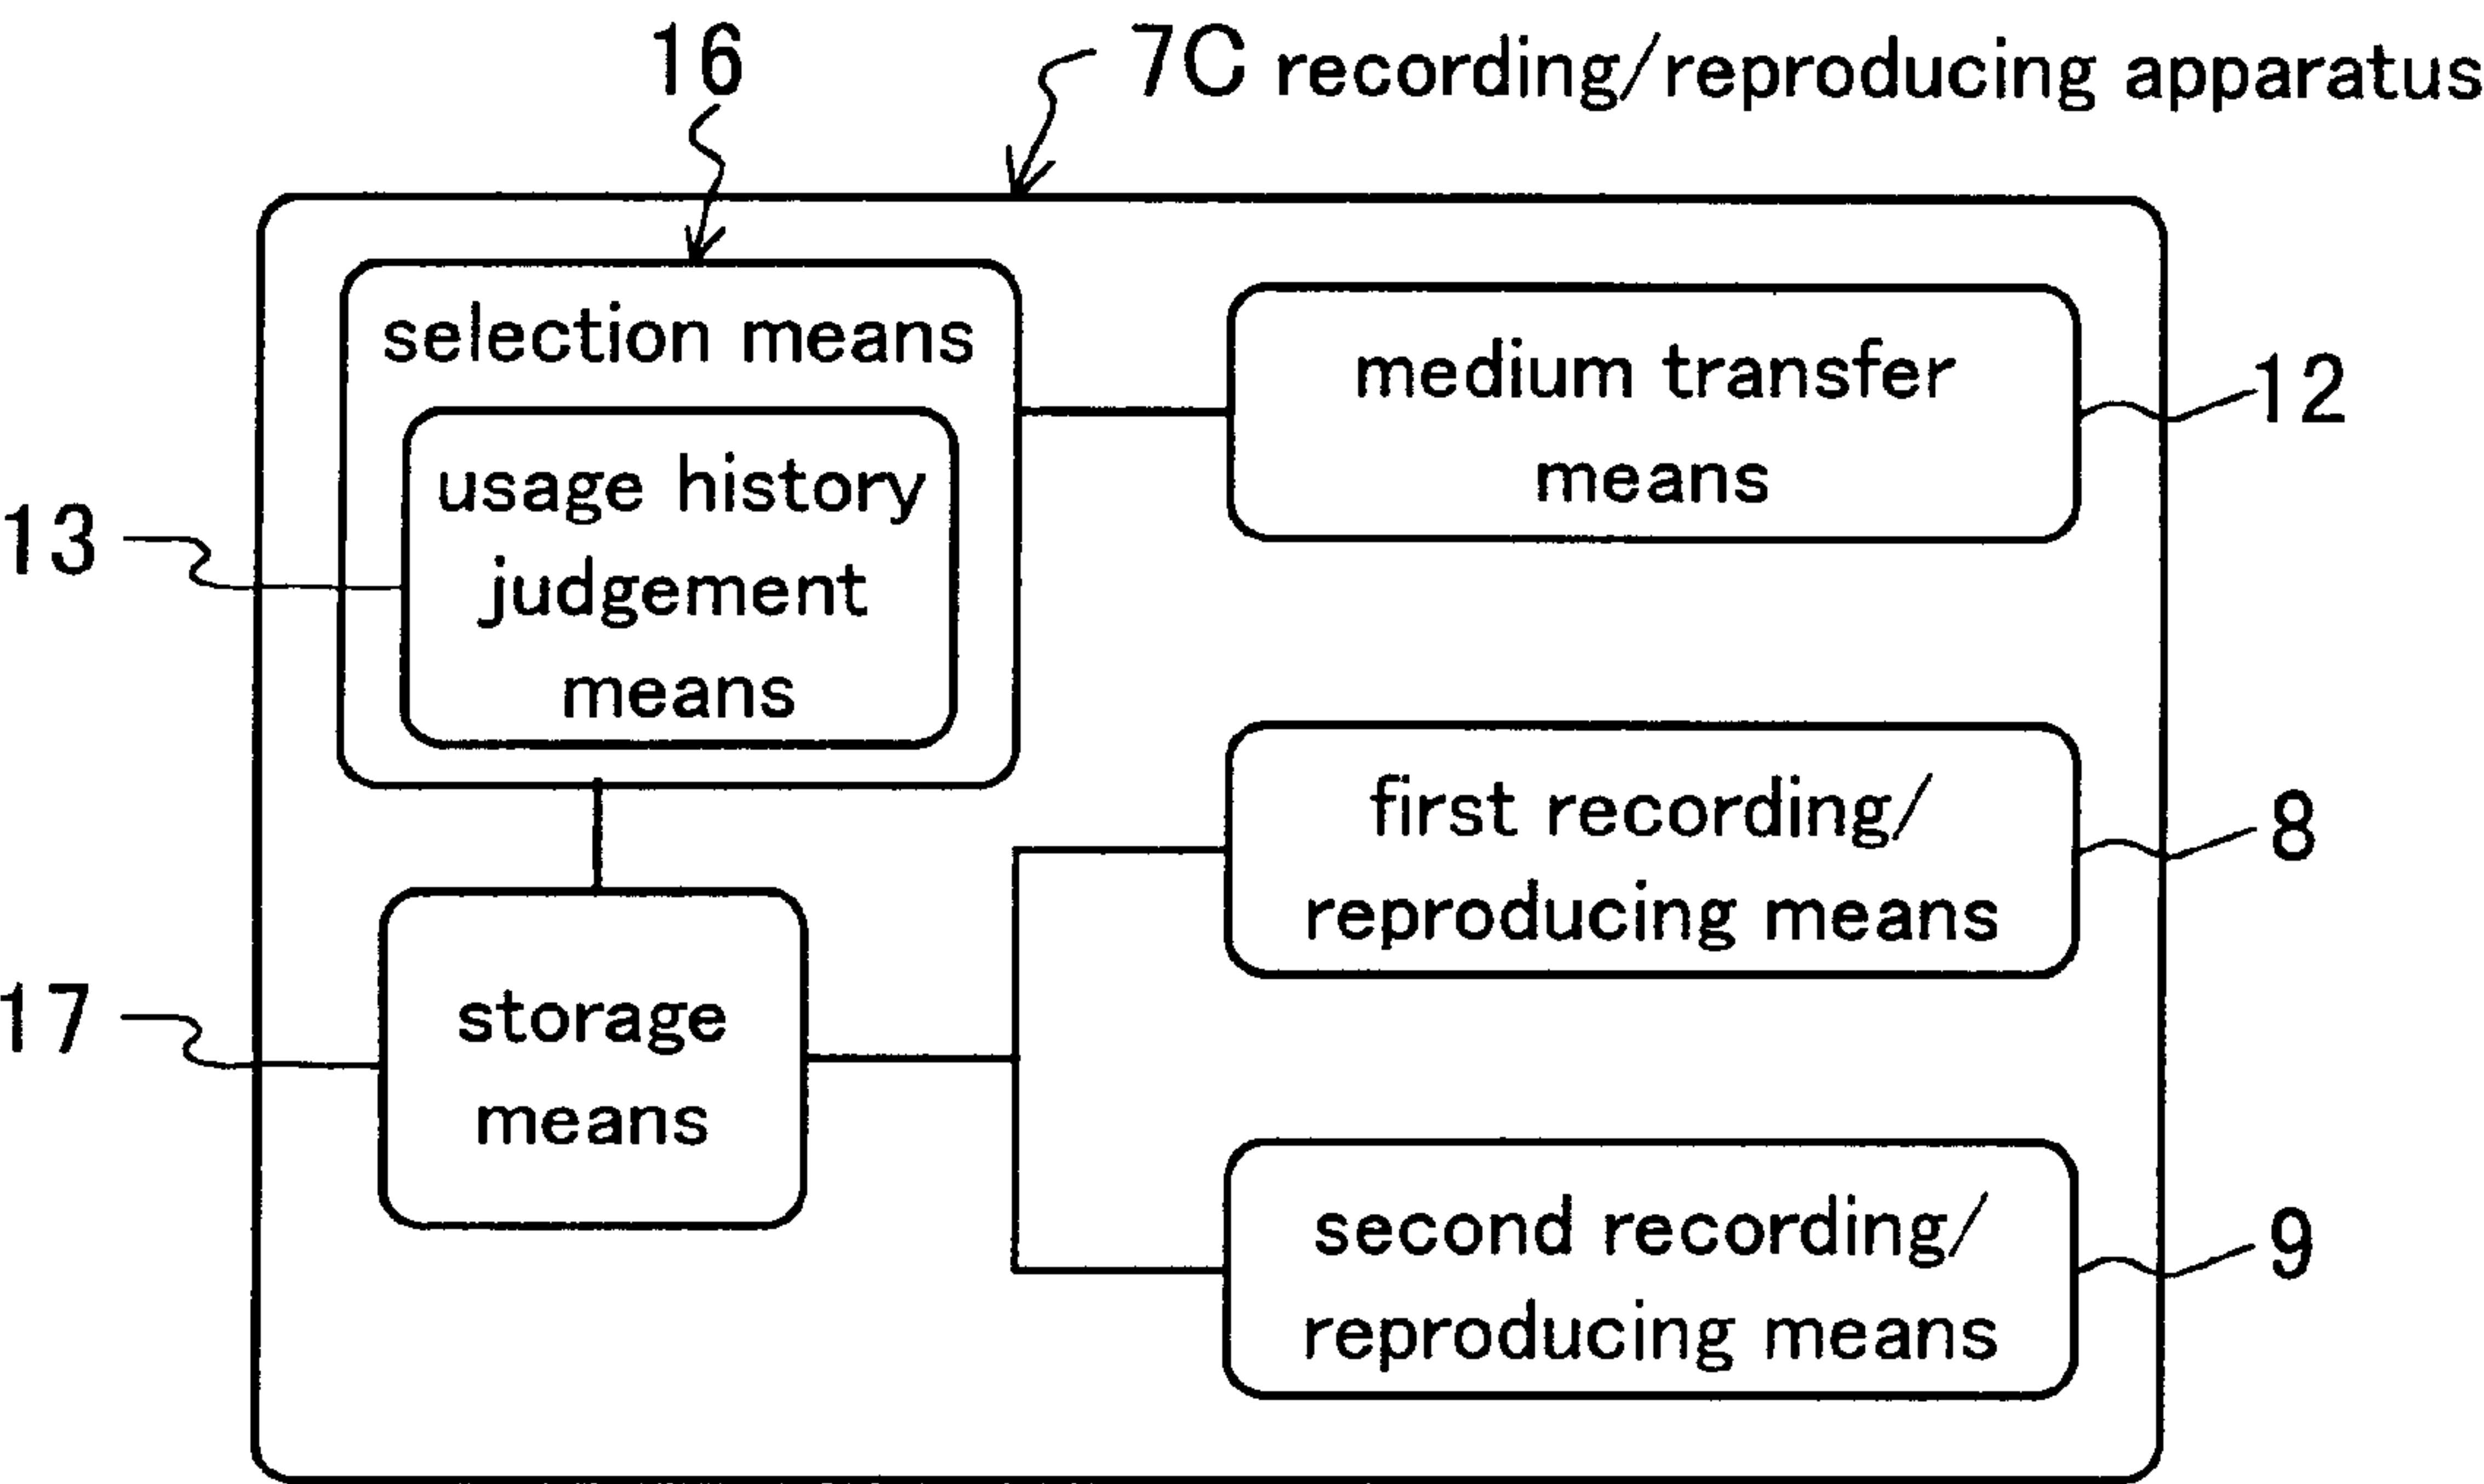 16
7C recording/reproducing apparatus
selection means
usage history
judgement
means
13
medium transfer
means
12
first recording/
reproducing means
8
storage
means
17
second recording/
reproducing means
9